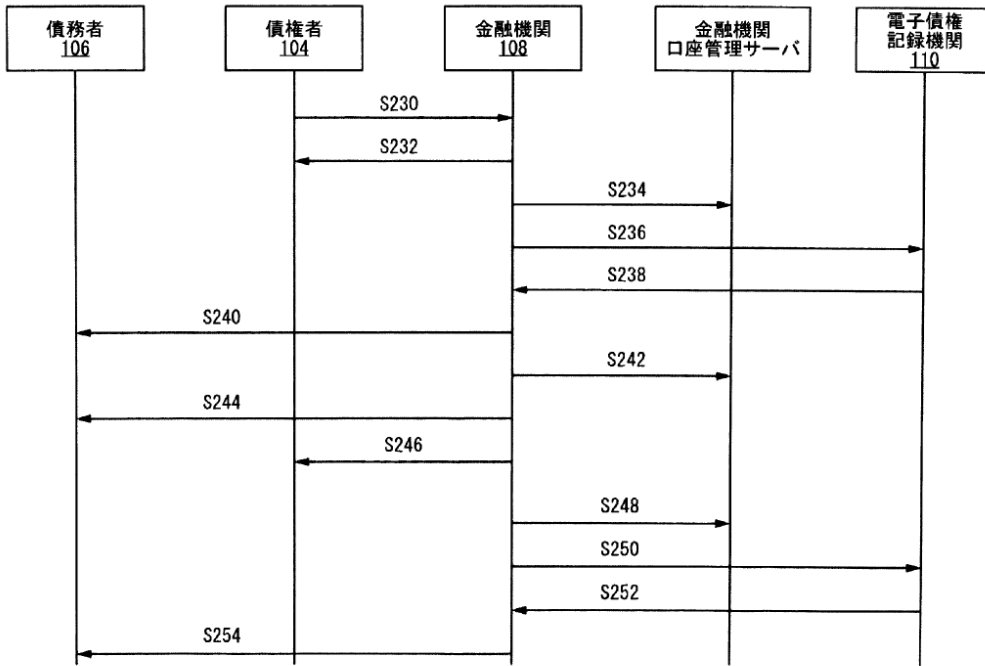 債務者
106
債権者
104
金融機関
108
金融機関
口座管理サーバ
電子債権
記録機関
110
S230
S232
S234
S236
S238
S240
S242
S244
S246
S248
S250
S252
S254